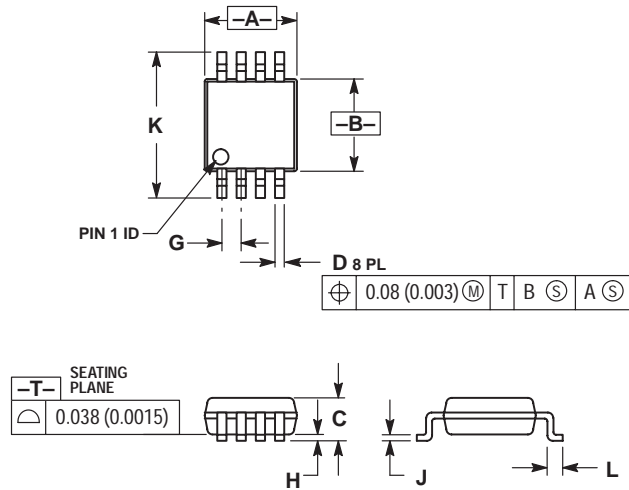 –A–
K
–B–
PIN 1 ID
G
D 8 PL
⌖ 0.08 (0.003) Ⓜ T B Ⓢ A Ⓢ
–T– SEATING
PLANE
⌓ 0.038 (0.0015)
C
H
J
L